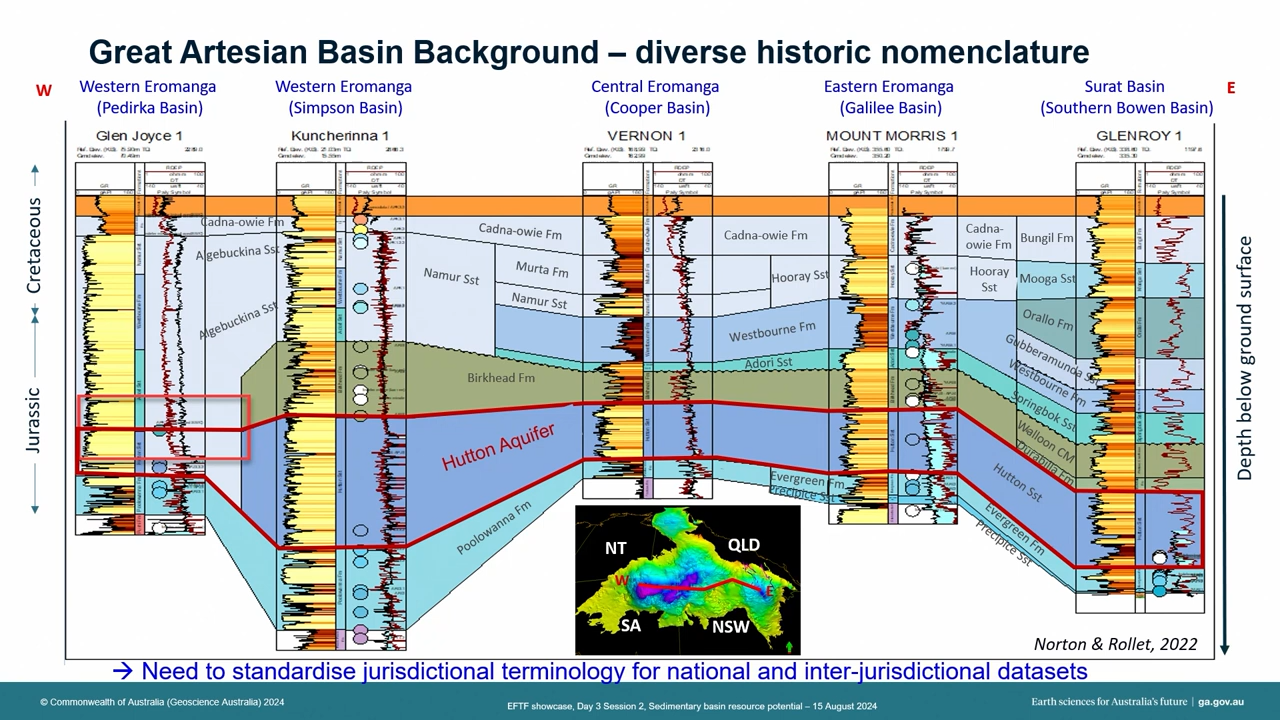 Great Artesian Basin Background – diverse historic nomenclature
W
Western Eromanga
(Pedirka Basin)
Western Eromanga
(Simpson Basin)
Central Eromanga
(Cooper Basin)
Eastern Eromanga
(Galilee Basin)
Surat Basin
(Southern Bowen Basin)
E
Glen Joyce 1
Kuncherinna 1
VERNON 1
MOUNT MORRIS 1
GLENROY 1
Cretaceous
Jurassic
Depth below ground surface
Cadna-owie Fm
Algebuckina Sst
Algebuckina Sst
Cadna-owie Fm
Namur Sst
Murta Fm
Namur Sst
Birkhead Fm
Hutton Aquifer
Poolowanna Fm
Cadna-owie Fm
Hooray Sst
Westbourne Fm
Adori Sst
Evergreen Fm
Precipice Sst
Cadna-
owie Fm
Hooray
Sst
Bungil Fm
Mooga Sst
Orallo Fm
Gubberamunda Sst
Westbourne Fm
Springbok Sst
Walloon CM
Durabilla Fm
Hutton Sst
Evergreen Fm
Precipice Sst
NT
QLD
W
E
SA
NSW
Norton & Rollet, 2022
→ Need to standardise jurisdictional terminology for national and inter-jurisdictional datasets
© Commonwealth of Australia (Geoscience Australia) 2024
EFTF showcase, Day 3 Session 2, Sedimentary basin resource potential – 15 August 2024
Earth sciences for Australia's future | ga.gov.au